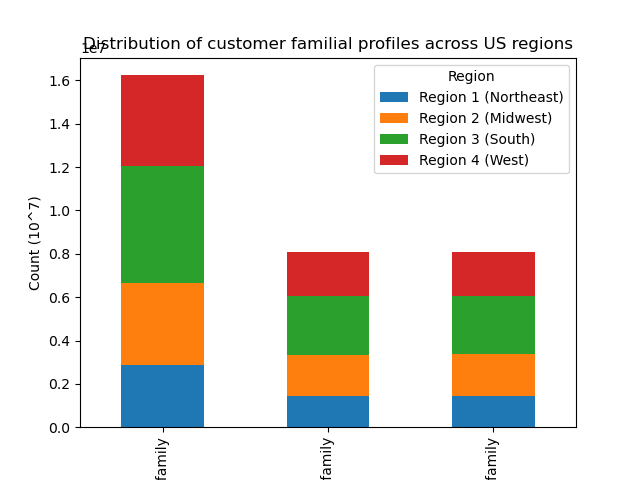 Distribution of customer familial profiles across US regions
1e7
Region
Region 1 (Northeast)
Region 2 (Midwest)
Region 3 (South)
Region 4 (West)
Count (10^7)
1.6
1.4
1.2
1.0
0.8
0.6
0.4
0.2
0.0
family
family
family